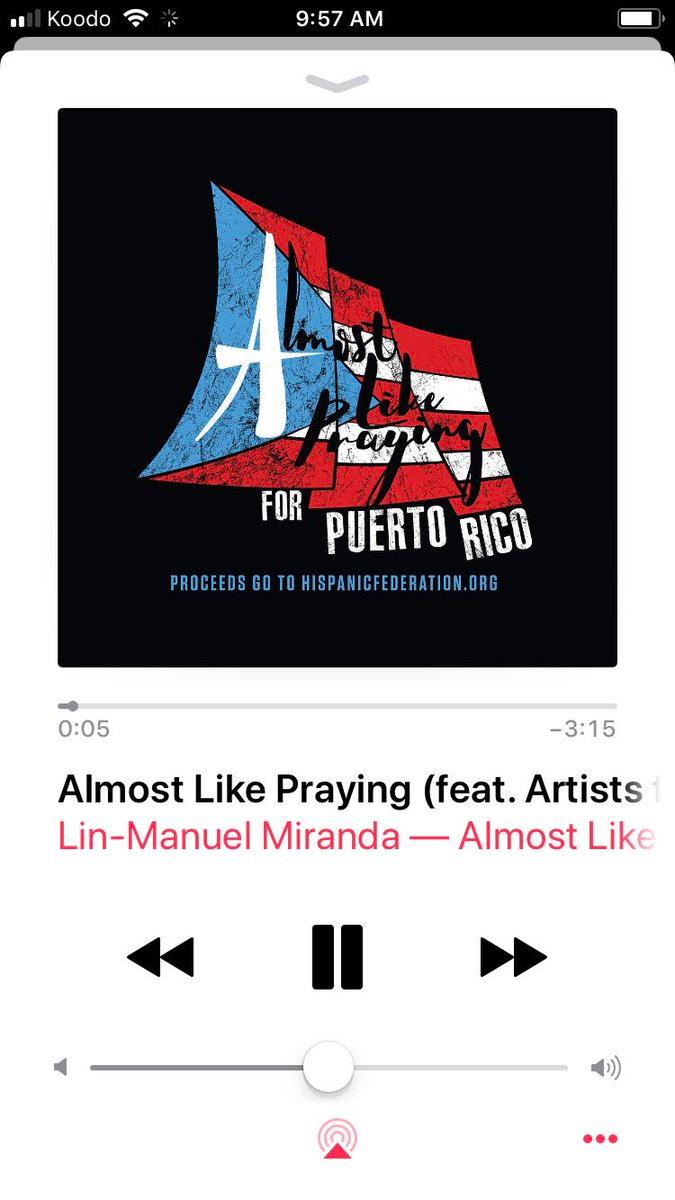 Koodo 9:57 AM
Almost
Like
Praying
FOR PUERTO RICO
PROCEEDS GO TO HISPANICFEDERATION.ORG
0:05 −3:15
Almost Like Praying (feat. Artists
Lin-Manuel Miranda — Almost Like